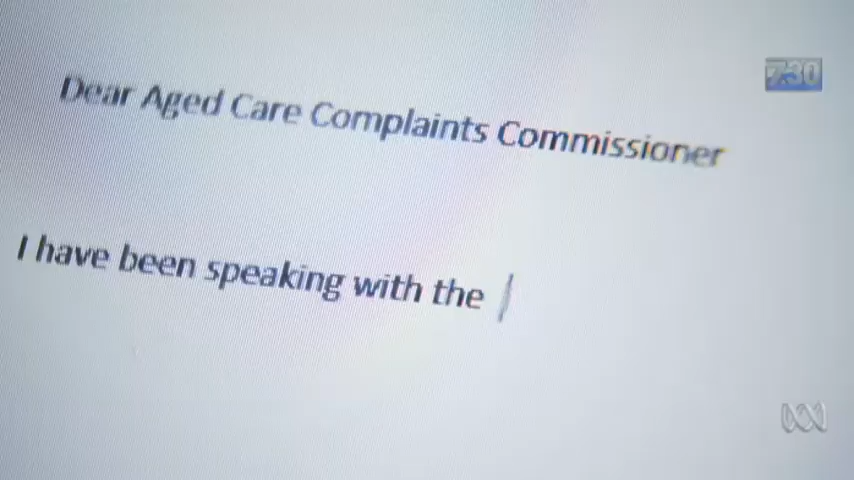 7.30
Dear Aged Care Complaints Commissioner
I have been speaking with the